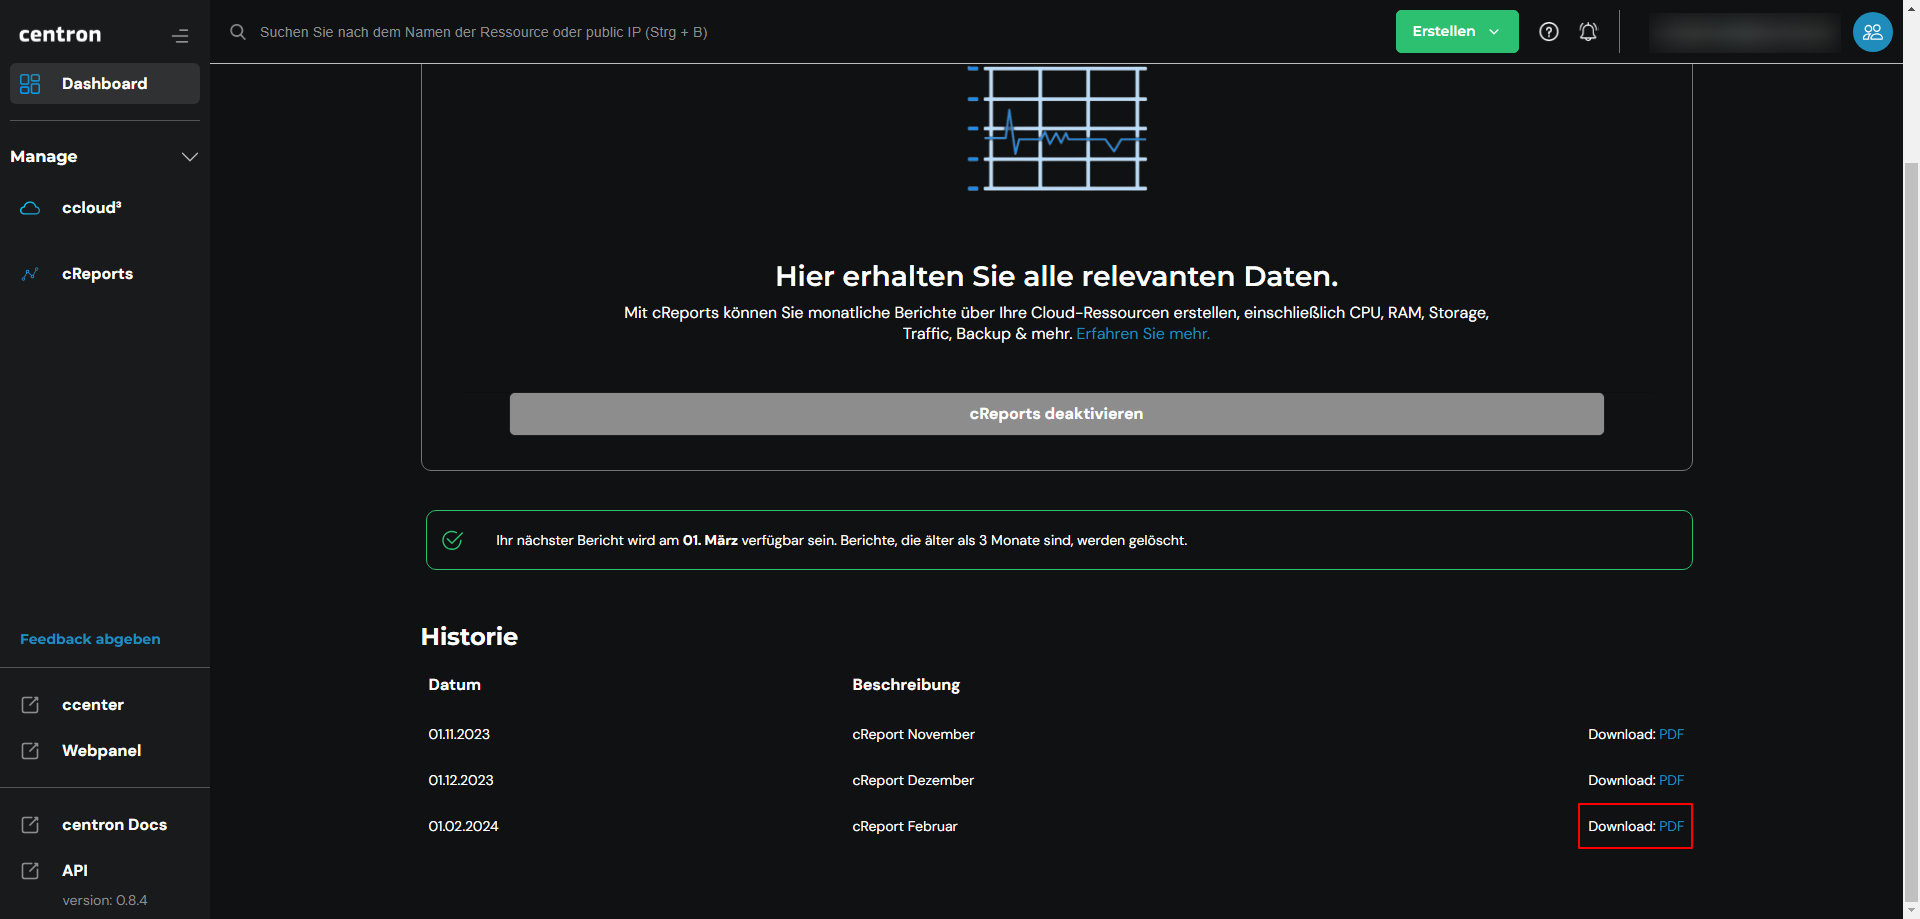 centron
Suchen Sie nach dem Namen der Ressource oder public IP (Strg + B)
Erstellen
Dashboard
Manage
ccloud³
cReports
Feedback abgeben
ccenter
Webpanel
centron Docs
API
version: 0.8.4
Hier erhalten Sie alle relevanten Daten.
Mit cReports können Sie monatliche Berichte über Ihre Cloud-Ressourcen erstellen, einschließlich CPU, RAM, Storage,
Traffic, Backup & mehr. Erfahren Sie mehr.
cReports deaktivieren
Ihr nächster Bericht wird am 01. März verfügbar sein. Berichte, die älter als 3 Monate sind, werden gelöscht.
Historie
Datum Beschreibung
01.11.2023 cReport November Download: PDF
01.12.2023 cReport Dezember Download: PDF
01.02.2024 cReport Februar Download: PDF